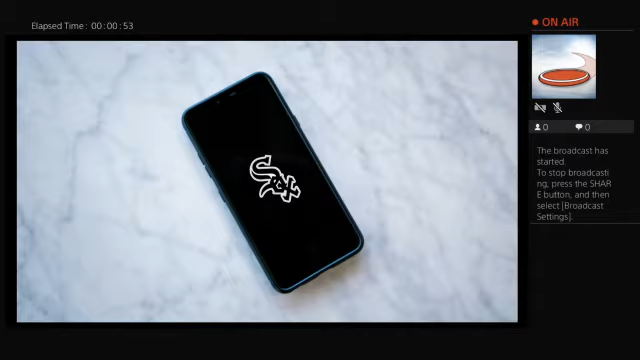 Elapsed Time : 00:00:53
ON AIR
Sox
0
0
The broadcast has
started.
To stop broadcasti
ng, press the SHAR
E button, and then
select [Broadcast
Settings].